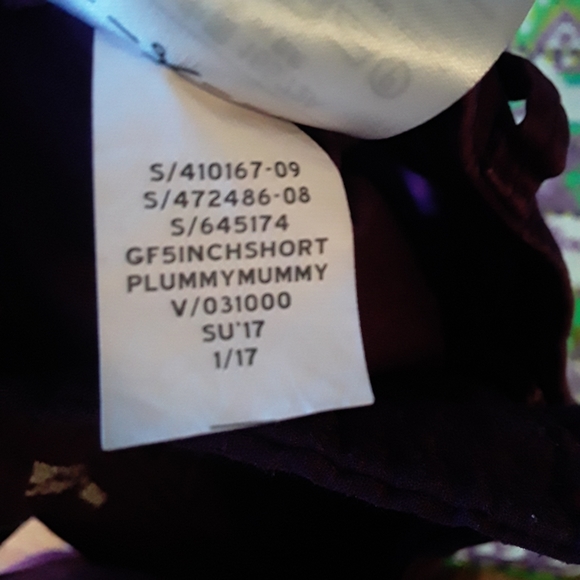 S/410167-09
S/472486-08
S/645174
GF5INCHSHORT
PLUMMYMUMMY
V/031000
SU'17
1/17